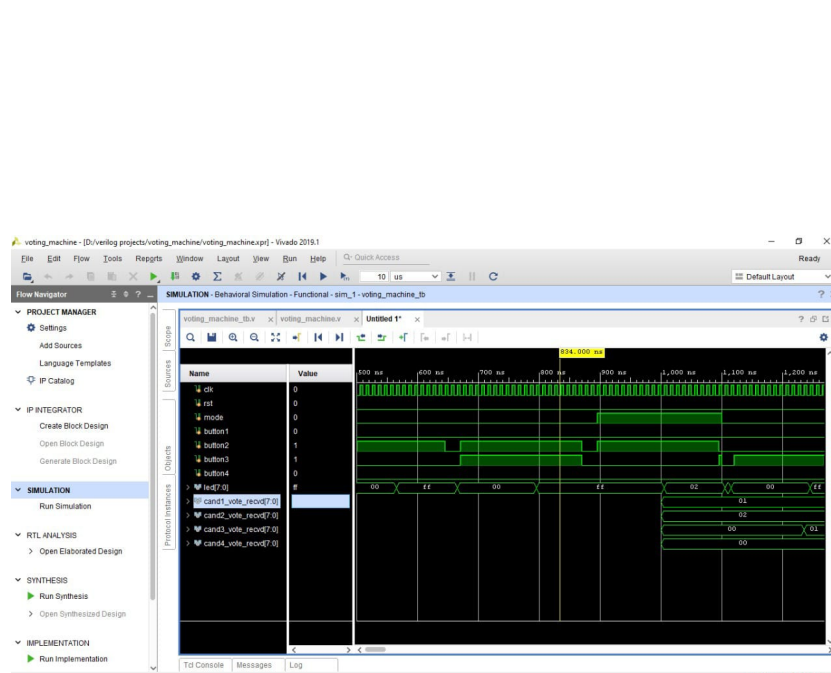 voting_machine - [D:/verilog projects/voting_machine/voting_machine.xpr] - Vivado 2019.1
File Edit Flow Tools Reports Window Layout View Run Help Q- Quick Access Ready
10 us Default Layout
Flow Navigator ? SIMULATION - Behavioral Simulation - Functional - sim_1 - voting_machine_tb ?
PROJECT MANAGER
Settings
Add Sources
Language Templates
IP Catalog
IP INTEGRATOR
Create Block Design
Open Block Design
Generate Block Design
SIMULATION
Run Simulation
RTL ANALYSIS
Open Elaborated Design
SYNTHESIS
Run Synthesis
Open Synthesized Design
IMPLEMENTATION
Run Implementation
Scope
Sources
Objects
Protocol Instances
voting_machine_tb.v × voting_machine.v × Untitled 1* ×
834.000 ns
Name Value 500 ns 600 ns 700 ns 800 ns 900 ns 1,000 ns 1,100 ns 1,200 ns
clk 0
rst 0
mode 0
button1 0
button2 1
button3 1
button4 0
led[7:0] ff 00 ff 00 ff 02 00 ff
cand1_vote_recvd[7:0] 01
cand2_vote_recvd[7:0] 02
cand3_vote_recvd[7:0] 00 01
cand4_vote_recvd[7:0] 00
Tcl Console Messages Log